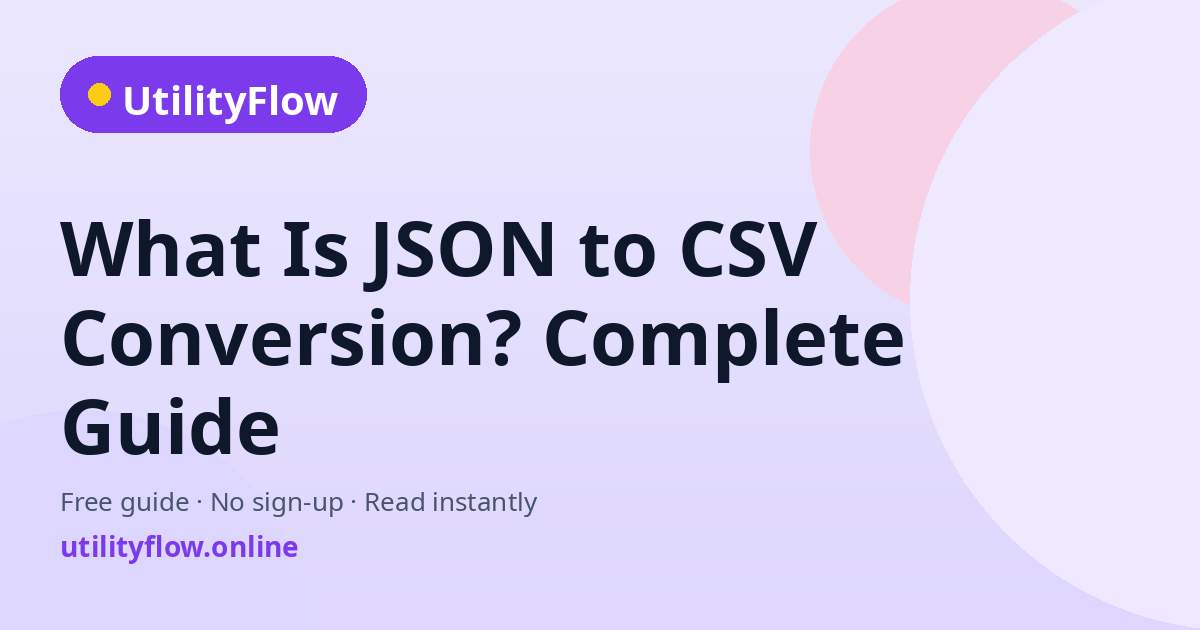 UtilityFlow
What Is JSON to CSV
Conversion? Complete
Guide
Free guide · No sign-up · Read instantly
utilityflow.online